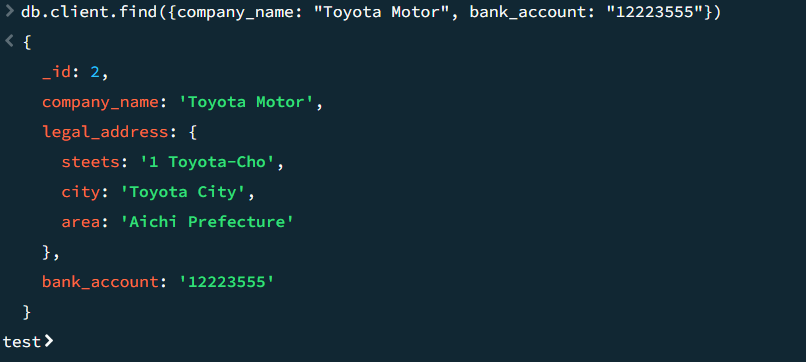 > db.client.find({company_name: "Toyota Motor", bank_account: "12223555"})
< {
_id: 2,
company_name: 'Toyota Motor',
legal_address: {
steets: '1 Toyota-Cho',
city: 'Toyota City',
area: 'Aichi Prefecture'
},
bank_account: '12223555'
}
test>